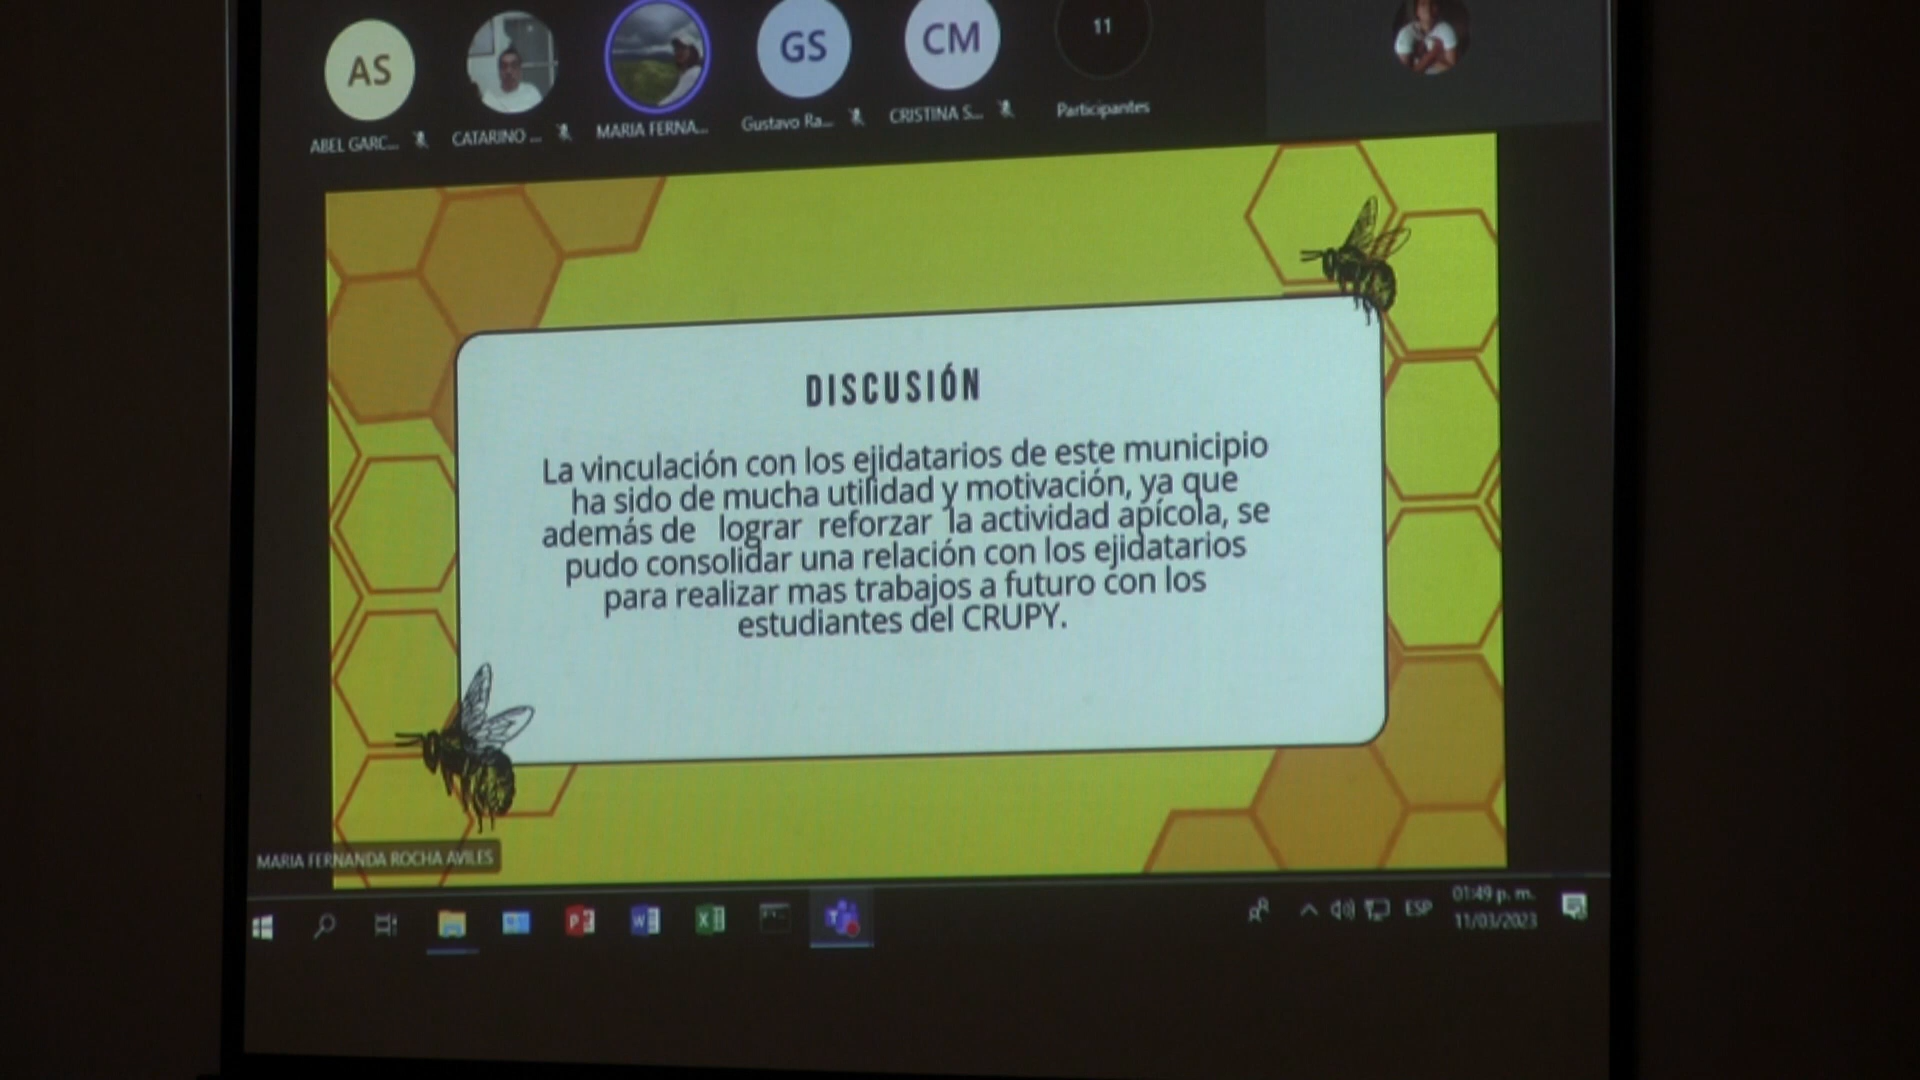 AS
GS
CM
11
ABEL GARC...
CATARINO ...
MARIA FERNA...
Gustavo Ra...
CRISTINA S...
Participantes
DISCUSIÓN
La vinculación con los ejidatarios de este municipio
ha sido de mucha utilidad y motivación, ya que
además de lograr reforzar la actividad apícola, se
pudo consolidar una relación con los ejidatarios
para realizar mas trabajos a futuro con los
estudiantes del CRUPY.
MARIA FERNANDA ROCHA AVILES
ESP
01:49 p. m.
11/03/2023